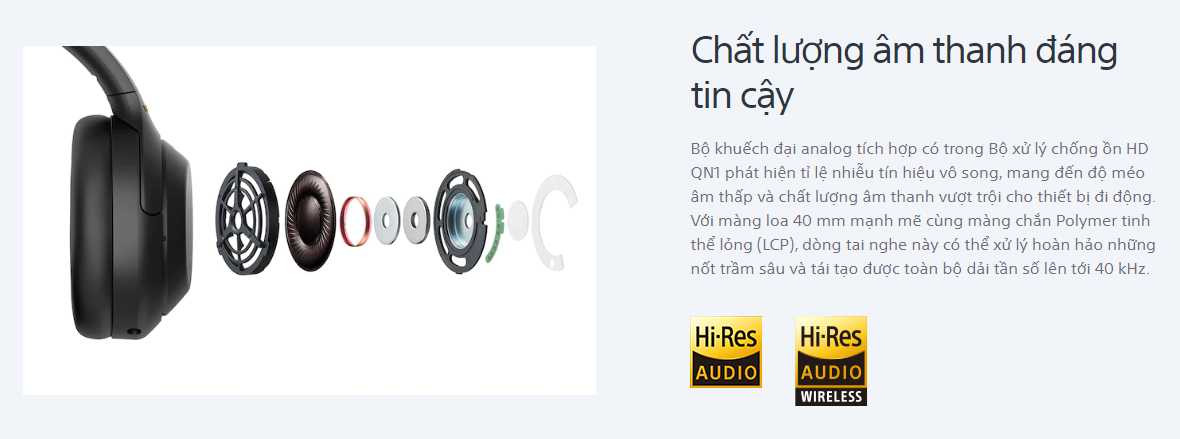 Chất lượng âm thanh đáng
tin cậy
Bộ khuếch đại analog tích hợp có trong Bộ xử lý chống ồn HD
QN1 phát hiện tỉ lệ nhiễu tín hiệu vô song, mang đến độ méo
âm thấp và chất lượng âm thanh vượt trội cho thiết bị di động.
Với màng loa 40 mm mạnh mẽ cùng màng chắn Polymer tinh
thể lỏng (LCP), dòng tai nghe này có thể xử lý hoàn hảo những
nốt trầm sâu và tái tạo được toàn bộ dải tần số lên tới 40 kHz.
Hi-Res
AUDIO
Hi-Res
AUDIO
WIRELESS